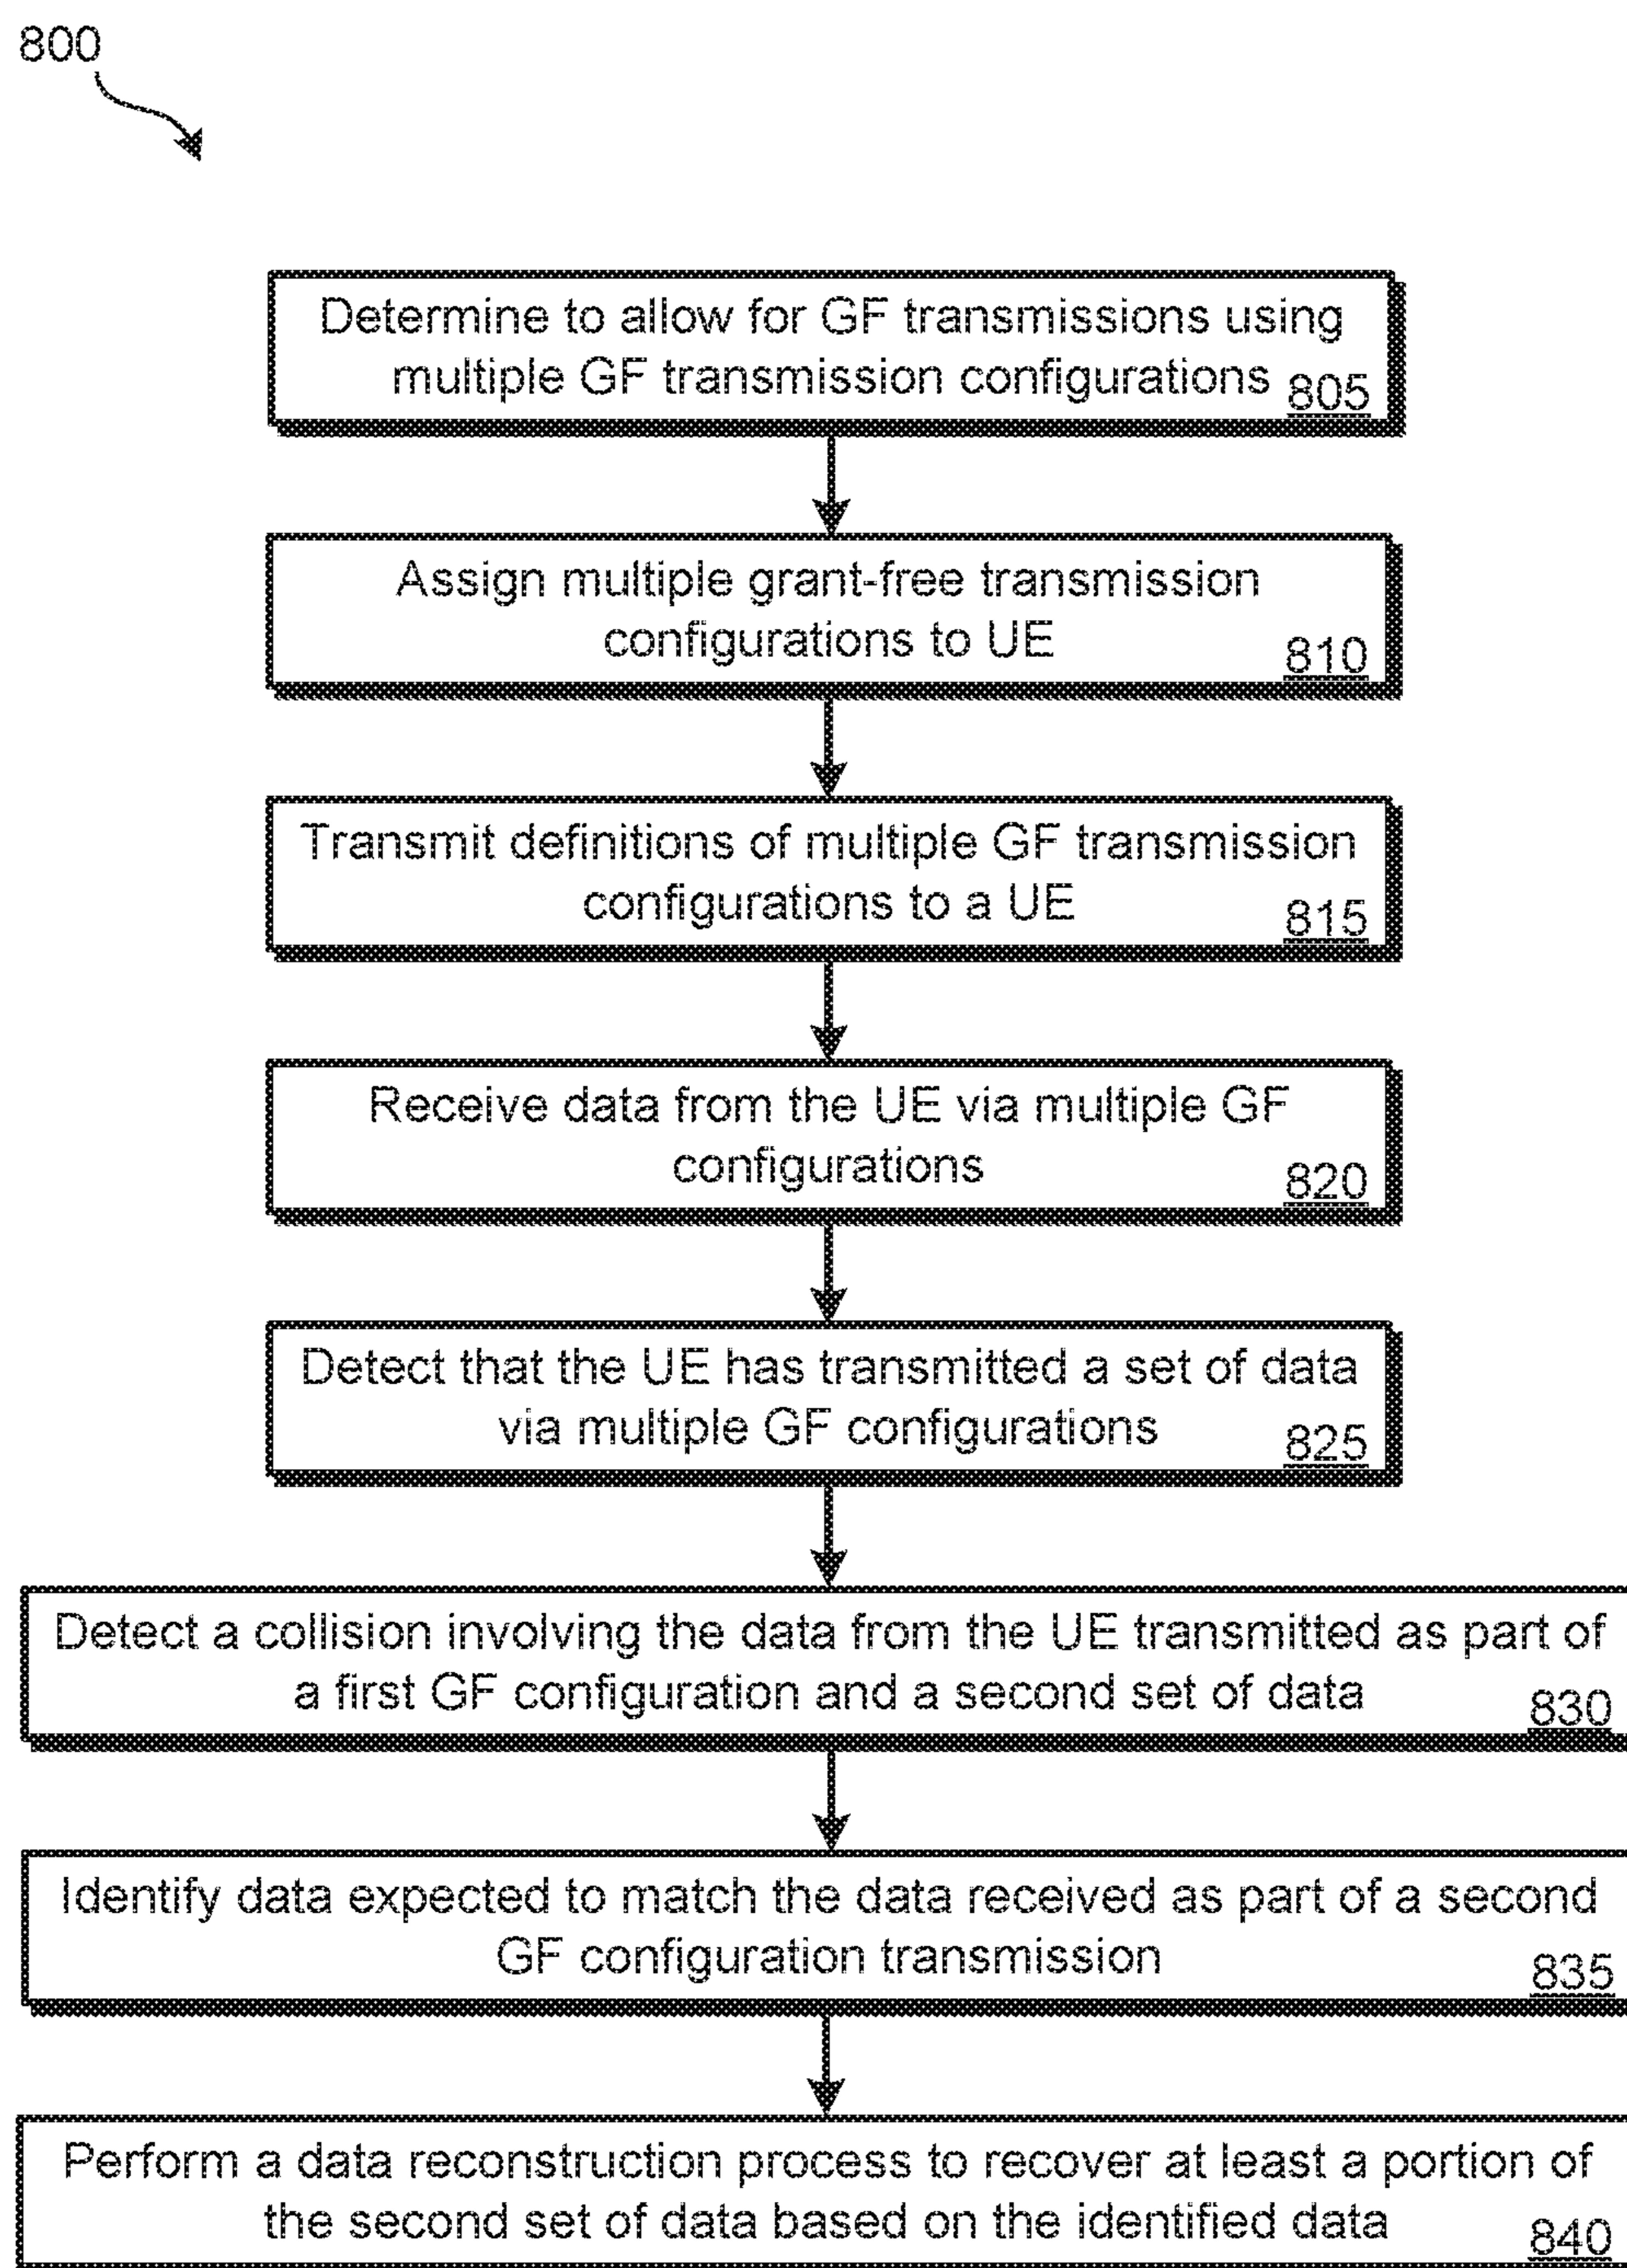 800
Determine to allow for GF transmissions using
multiple GF transmission configurations 805
Assign multiple grant-free transmission
configurations to UE 810
Transmit definitions of multiple GF transmission
configurations to a UE 815
Receive data from the UE via multiple GF
configurations 820
Detect that the UE has transmitted a set of data
via multiple GF configurations 825
Detect a collision involving the data from the UE transmitted as part of
a first GF configuration and a second set of data 830
Identify data expected to match the data received as part of a second
GF configuration transmission 835
Perform a data reconstruction process to recover at least a portion of
the second set of data based on the identified data 840